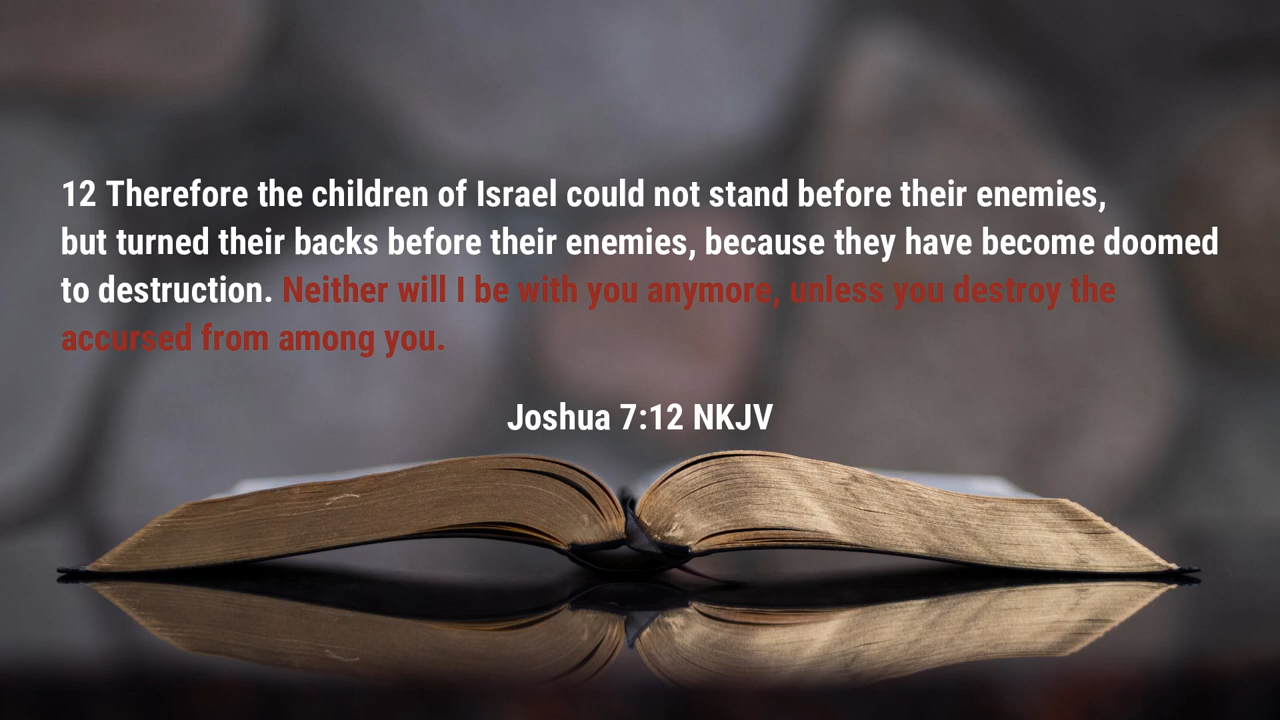 12 Therefore the children of Israel could not stand before their enemies,
but turned their backs before their enemies, because they have become doomed
to destruction. Neither will I be with you anymore, unless you destroy the
accursed from among you.
Joshua 7:12 NKJV